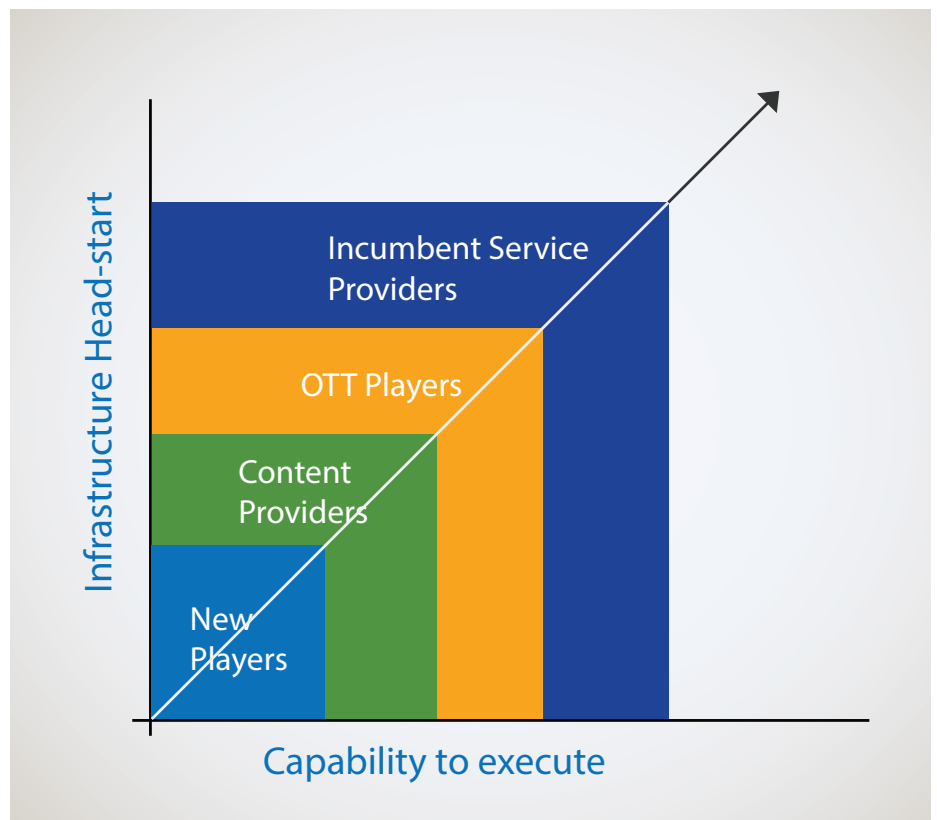 Infrastructure Head-start
Incumbent Service
Providers
OTT Players
Content
Providers
New
Players
Capability to execute